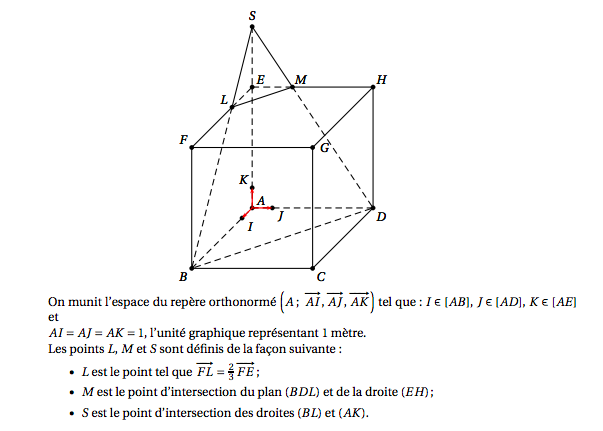 S
E
M
H
L
F
G
K
A
J
I
D
B
C
On munit l'espace du repère orthonormé (A ; \overrightarrow{AI}, \overrightarrow{AJ}, \overrightarrow{AK}) tel que : I ∈ [AB], J ∈ [AD], K ∈ [AE]
et
AI = AJ = AK = 1, l'unité graphique représentant 1 mètre.
Les points L, M et S sont définis de la façon suivante :
• L est le point tel que \overrightarrow{FL} = \frac{2}{3}\overrightarrow{FE} ;
• M est le point d'intersection du plan (BDL) et de la droite (EH) ;
• S est le point d'intersection des droites (BL) et (AK).